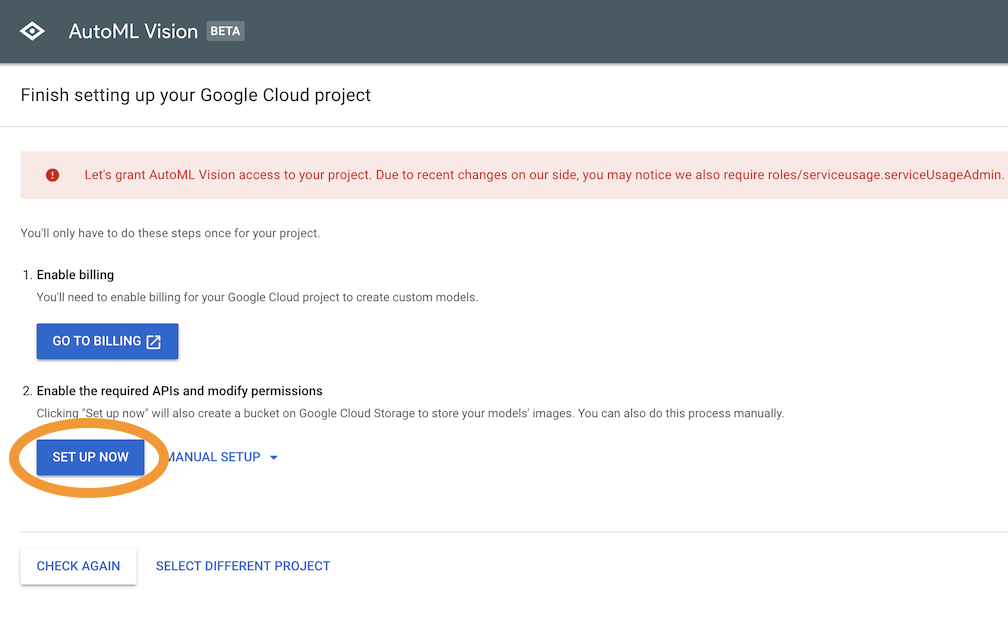 AutoML Vision BETA
Finish setting up your Google Cloud project
Let's grant AutoML Vision access to your project. Due to recent changes on our side, you may notice we also require roles/serviceusage.serviceUsageAdmin.
You'll only have to do these steps once for your project.
1. Enable billing
You'll need to enable billing for your Google Cloud project to create custom models.
GO TO BILLING
2. Enable the required APIs and modify permissions
Clicking "Set up now" will also create a bucket on Google Cloud Storage to store your models' images. You can also do this process manually.
SET UP NOW MANUAL SETUP
CHECK AGAIN SELECT DIFFERENT PROJECT